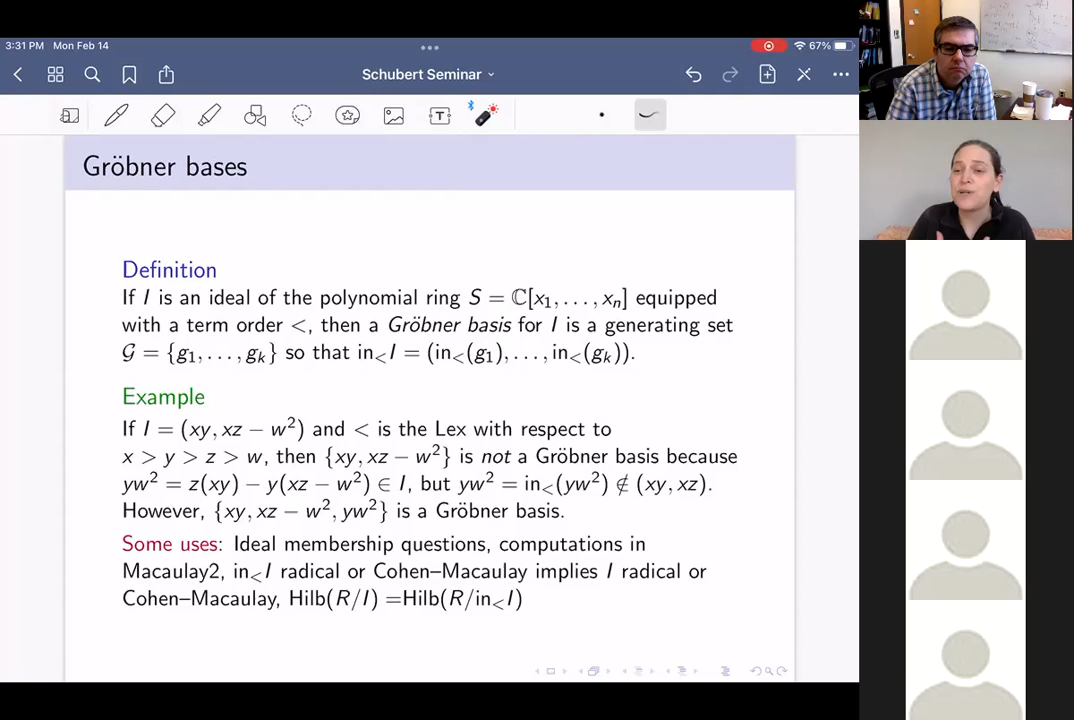 3:31 PM Mon Feb 14
67%
Schubert Seminar
T
Gröbner bases
Definition
If I is an ideal of the polynomial ring S = ℂ[x₁, . . . , xₙ] equipped
with a term order <, then a Gröbner basis for I is a generating set
𝒢 = {g₁, . . . , gₖ} so that in<I = (in<(g₁), . . . , in<(gₖ)).
Example
If I = (xy, xz − w²) and < is the Lex with respect to
x > y > z > w, then {xy, xz − w²} is not a Gröbner basis because
yw² = z(xy) − y(xz − w²) ∈ I, but yw² = in<(yw²) ∉ (xy, xz).
However, {xy, xz − w², yw²} is a Gröbner basis.
Some uses: Ideal membership questions, computations in
Macaulay2, in<I radical or Cohen–Macaulay implies I radical or
Cohen–Macaulay, Hilb(R/I) =Hilb(R/in<I)